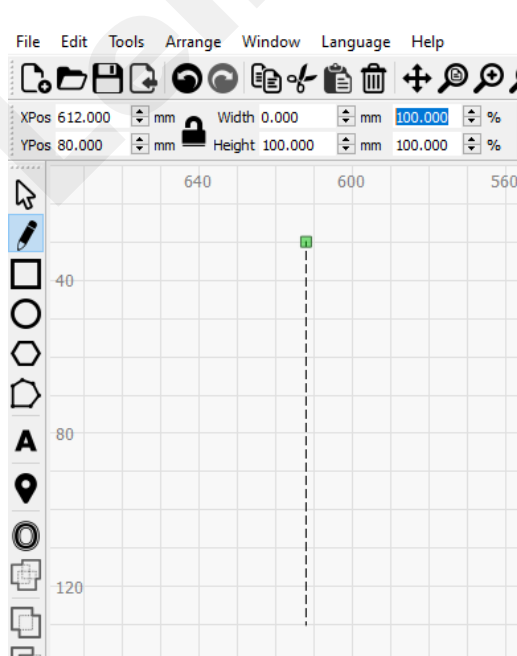 File Edit Tools Arrange Window Language Help
XPos 612.000 mm Width 0.000 mm 100.000 %
YPos 80.000 mm Height 100.000 mm 100.000 %
640 600 560
40
80
120